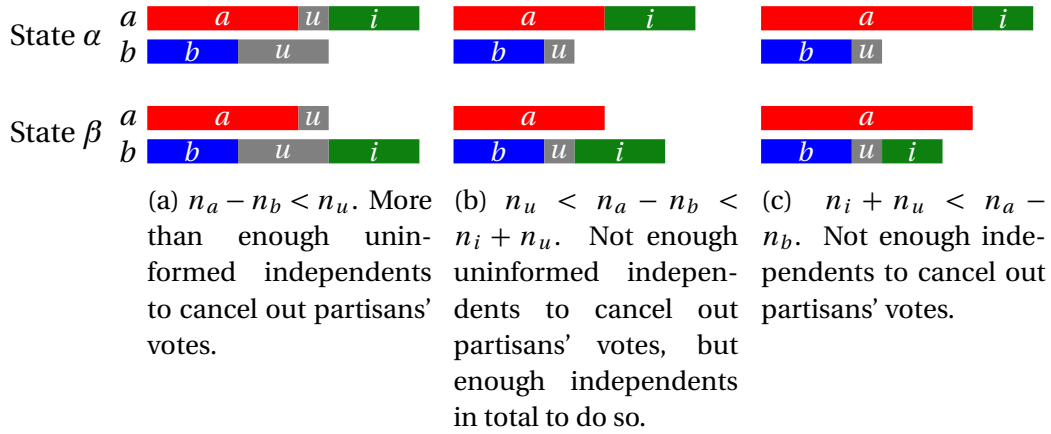 State α
a a u i
b b u
a i
b u
a i
b u
State β
a a u
b b u i
a
b u i
a
b u i
(a) n_a − n_b < n_u. More
than enough unin-
formed independents
to cancel out partisans'
votes.
(b) n_u < n_a − n_b <
n_i + n_u. Not enough
uninformed indepen-
dents to cancel out
partisans' votes, but
enough independents
in total to do so.
(c) n_i + n_u < n_a −
n_b. Not enough inde-
pendents to cancel out
partisans' votes.